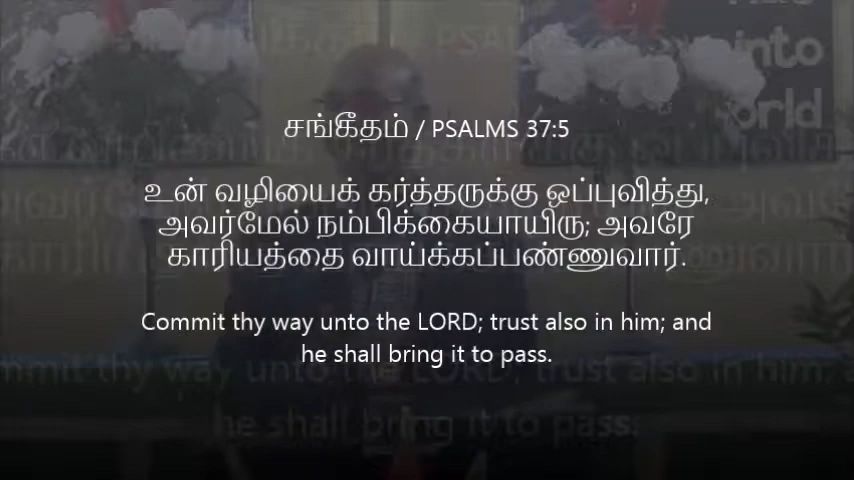 சங்கீதம் / PSALMS 37:5
உன் வழியைக் கர்த்தருக்கு ஒப்புவித்து,
அவர்மேல் நம்பிக்கையாயிரு; அவரே
காரியத்தை வாய்க்கப்பண்ணுவார்.
Commit thy way unto the LORD; trust also in him; and
he shall bring it to pass.
into